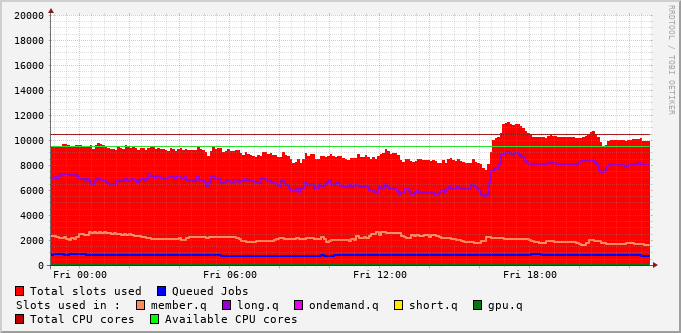 20000
18000
16000
14000
12000
10000
8000
6000
4000
2000
0
Fri 00:00 Fri 06:00 Fri 12:00 Fri 18:00
Total slots used Queued Jobs
Slots used in : member.q long.q ondemand.q short.q gpu.q
Total CPU cores Available CPU cores
RRDTOOL / TOBI OETIKER